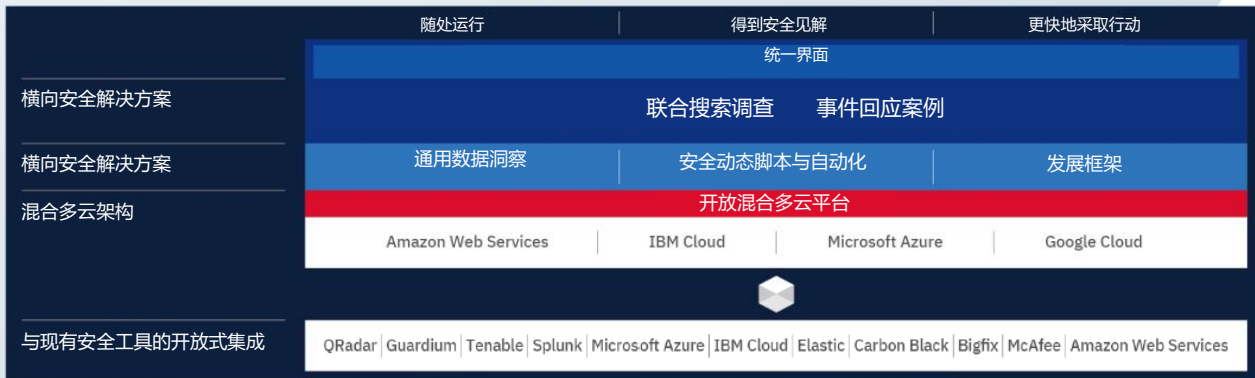 随处运行 得到安全见解 更快地采取行动
统一界面
横向安全解决方案
联合搜索调查 事件回应案例
横向安全解决方案
通用数据洞察 安全动态脚本与自动化 发展框架
混合多云架构
开放混合多云平台
Amazon Web Services IBM Cloud Microsoft Azure Google Cloud
与现有安全工具的开放式集成
QRadar | Guardium | Tenable | Splunk | Microsoft Azure | IBM Cloud | Elastic | Carbon Black | Bigfix | McAfee | Amazon Web Services